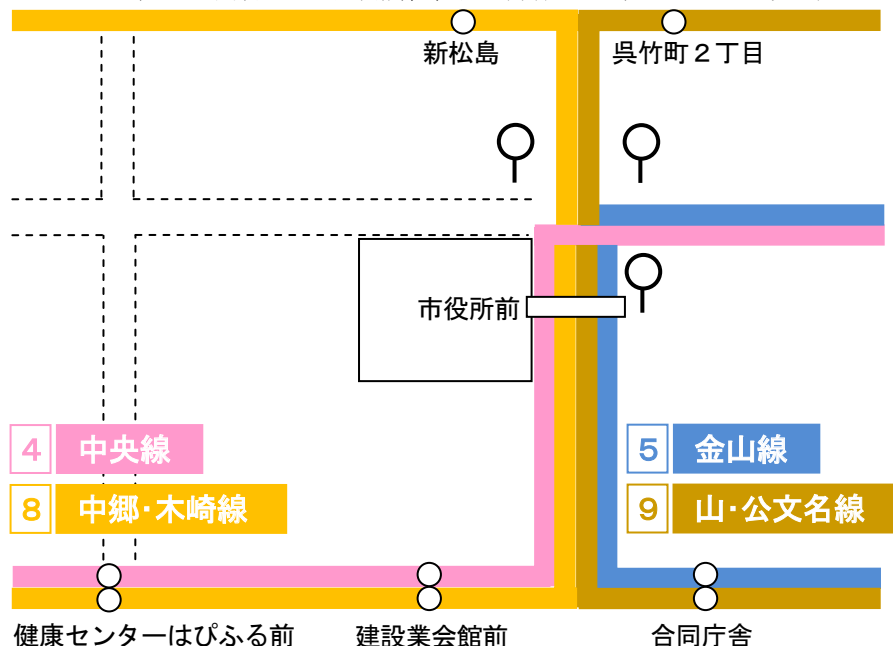 新松島
呉竹町2丁目
市役所前
4 中央線
5 金山線
8 中郷・木崎線
9 山・公文名線
健康センターはぴふる前
建設業会館前
合同庁舎